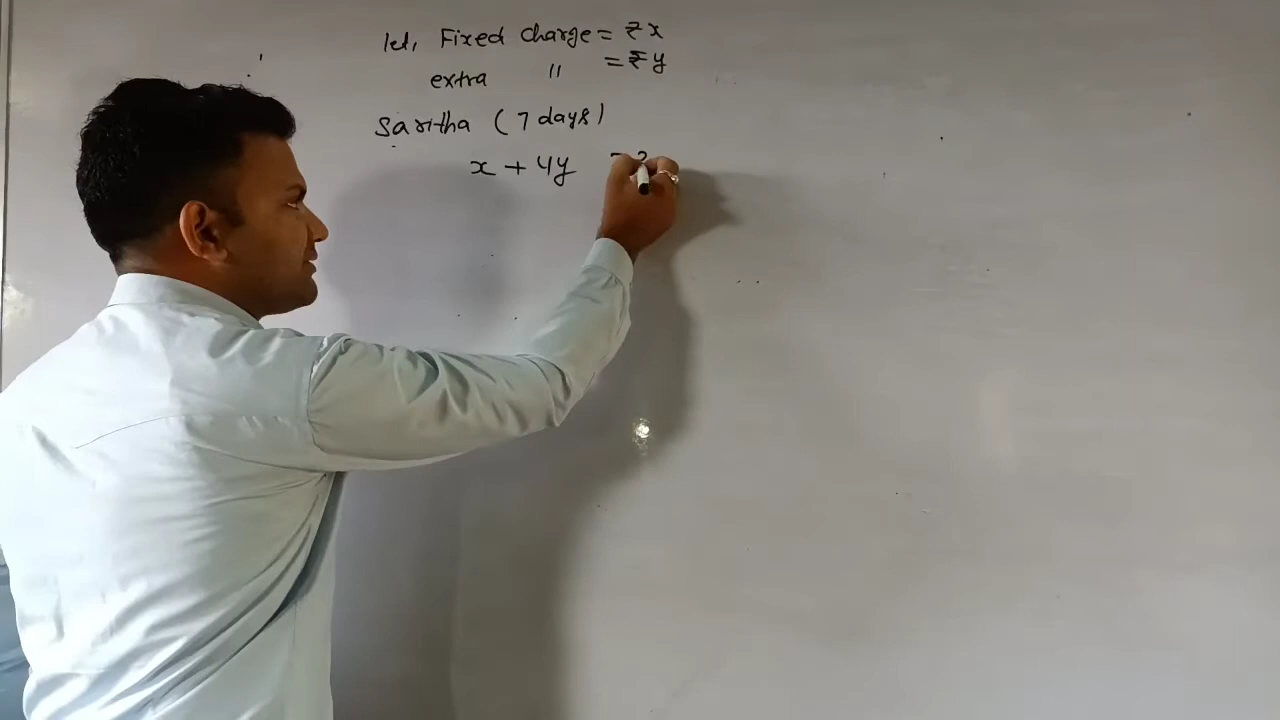 let, Fixed charge = ₹ x
extra " = ₹ y
Saritha ( 7 days)
x + 4y =